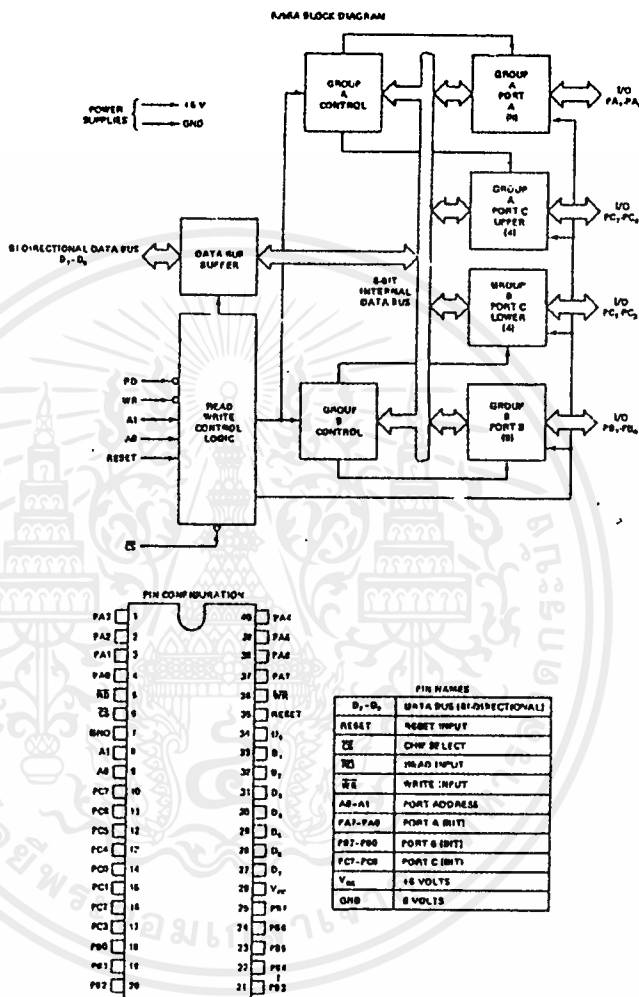 BLOCK DIAGRAM
POWER SUPPLIES
+5 V
GND
GROUP A CONTROL
GROUP A PORT A (8)
I/O
PA7-PA0
GROUP A PORT C UPPER (4)
I/O
PC7-PC4
BI DIRECTIONAL DATA BUS
D7-D0
DATA BUS BUFFER
8-BIT INTERNAL DATA BUS
GROUP B PORT C LOWER (4)
I/O
PC3-PC0
RD
WR
A1
A0
RESET
READ WRITE CONTROL LOGIC
GROUP B CONTROL
GROUP B PORT B (8)
I/O
PB7-PB0
CS
PIN CONFIGURATION
PA3 1 40 PA4
PA2 2 39 PA5
PA1 3 38 PA6
PA0 4 37 PA7
RD 5 36 WR
CS 6 35 RESET
GND 7 34 D0
A1 8 33 D1
A0 9 32 D2
PC7 10 31 D3
PC6 11 30 D4
PC5 12 29 D5
PC4 13 28 D6
PC0 14 27 D7
PC1 15 26 VCC
PC2 16 25 PB7
PC3 17 24 PB6
PB0 18 23 PB5
PB1 19 22 PB4
PB2 20 21 PB3
PIN NAMES
D7-D0 DATA BUS (BI-DIRECTIONAL)
RESET RESET INPUT
CS CHIP SELECT
RD READ INPUT
WR WRITE INPUT
A0-A1 PORT ADDRESS
PA7-PA0 PORT A (BIT)
PB7-PB0 PORT B (BIT)
PC7-PC0 PORT C (BIT)
VCC +5 VOLTS
GND 0 VOLTS